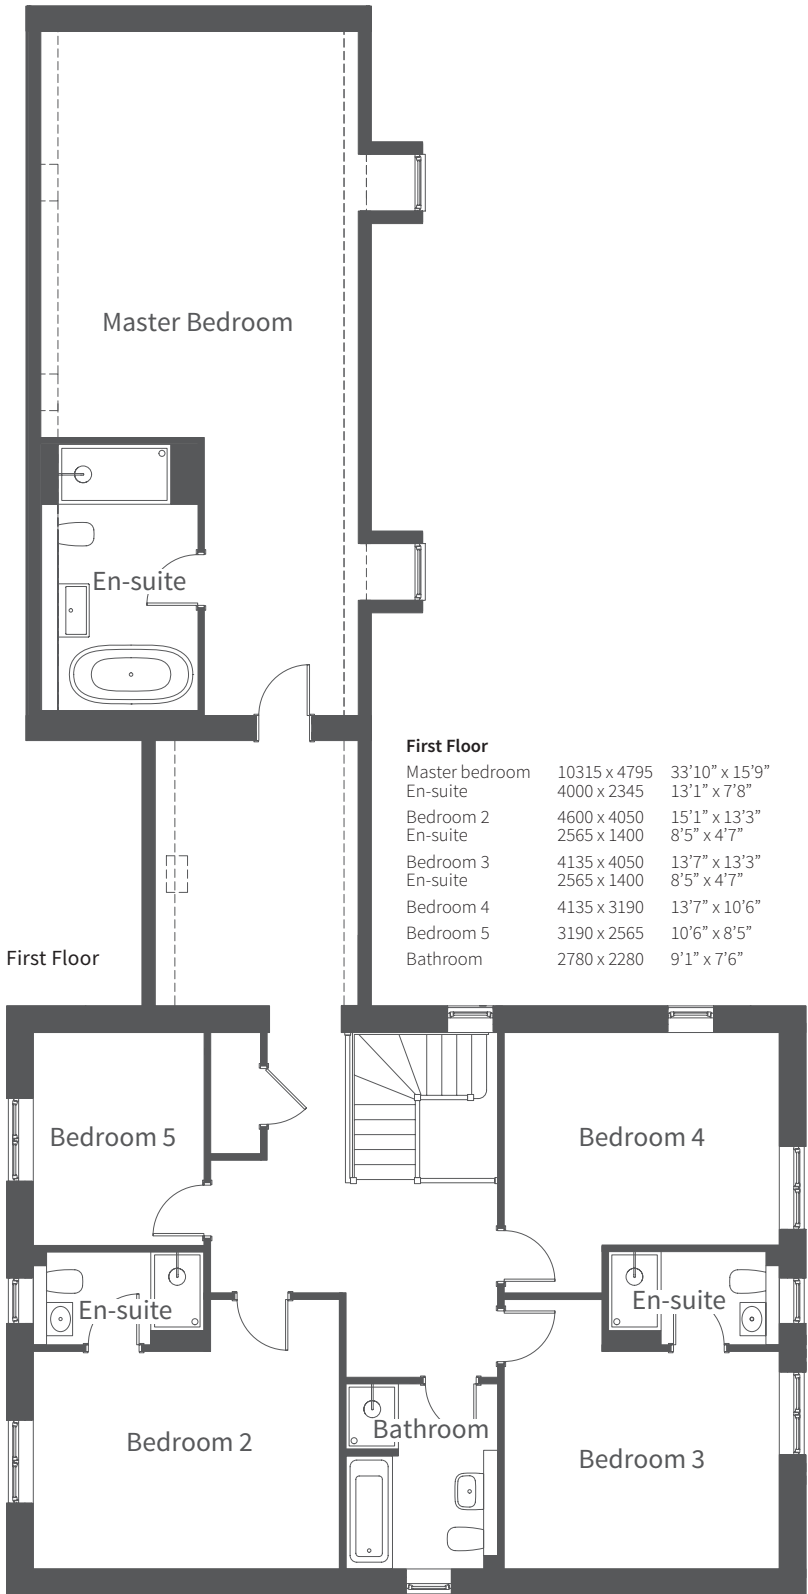 Master Bedroom
En-suite
First Floor
Master bedroom 10315 x 4795 33’10” x 15’9”
En-suite 4000 x 2345 13’1” x 7’8”
Bedroom 2 4600 x 4050 15’1” x 13’3”
En-suite 2565 x 1400 8’5” x 4’7”
Bedroom 3 4135 x 4050 13’7” x 13’3”
En-suite 2565 x 1400 8’5” x 4’7”
Bedroom 4 4135 x 3190 13’7” x 10’6”
Bedroom 5 3190 x 2565 10’6” x 8’5”
Bathroom 2780 x 2280 9’1” x 7’6”
First Floor
Bedroom 5
Bedroom 4
En-suite
En-suite
Bedroom 2
Bathroom
Bedroom 3